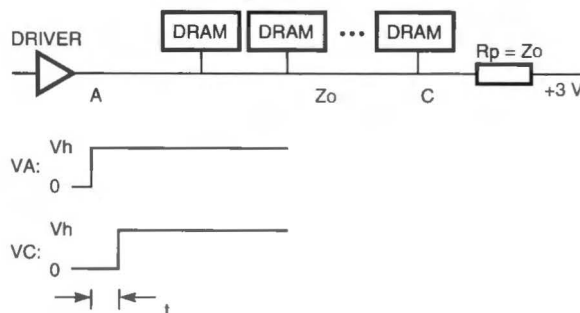 DRIVER
DRAM DRAM ••• DRAM
Rp = Zo
A Zo C +3 V
Vh
VA:
0
Vh
VC:
0
t